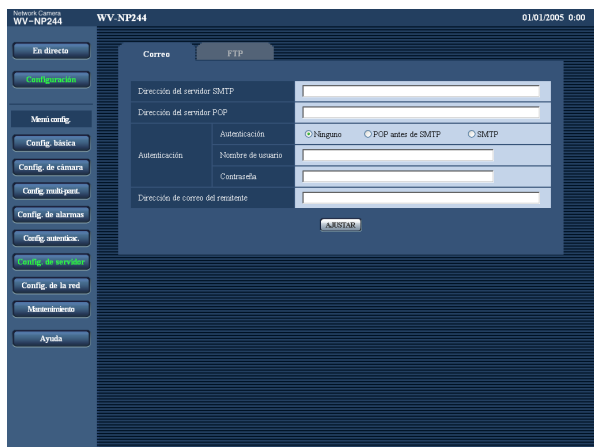 Network Camera
WV-NP244
WV-NP244
01/01/2005 0:00
En directo
Configuración
Menú config.
Config. básica
Config. de cámara
Config. multi-pant.
Config. de alarmas
Config. autenticac.
Config. de servidor
Config. de la red
Mantenimiento
Ayuda
Correo
FTP
Dirección del servidor SMTP
Dirección del servidor POP
Autenticación
Autenticación
Ninguno
POP antes de SMTP
SMTP
Nombre de usuario
Contraseña
Dirección de correo del remitente
AJUSTAR